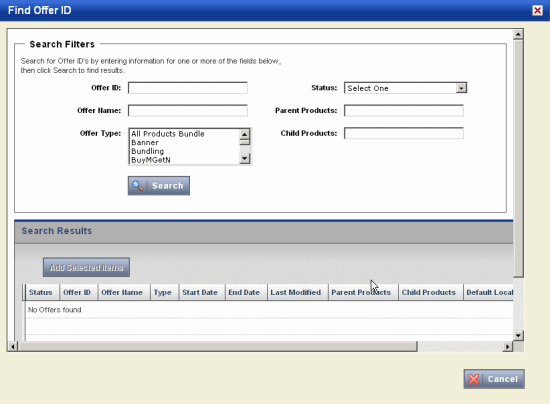 Find Offer ID
Search Filters
Search for Offer ID's by entering information for one or more of the fields below,
then click Search to find results.
Offer ID:
Status: Select One
Offer Name:
Parent Products:
Offer Type:
All Products Bundle
Banner
Bundling
BuyMGetN
Child Products:
Search
Search Results
Add Selected Items
Status Offer ID Offer Name Type Start Date End Date Last Modified Parent Products Child Products Default Local
No Offers found
Cancel